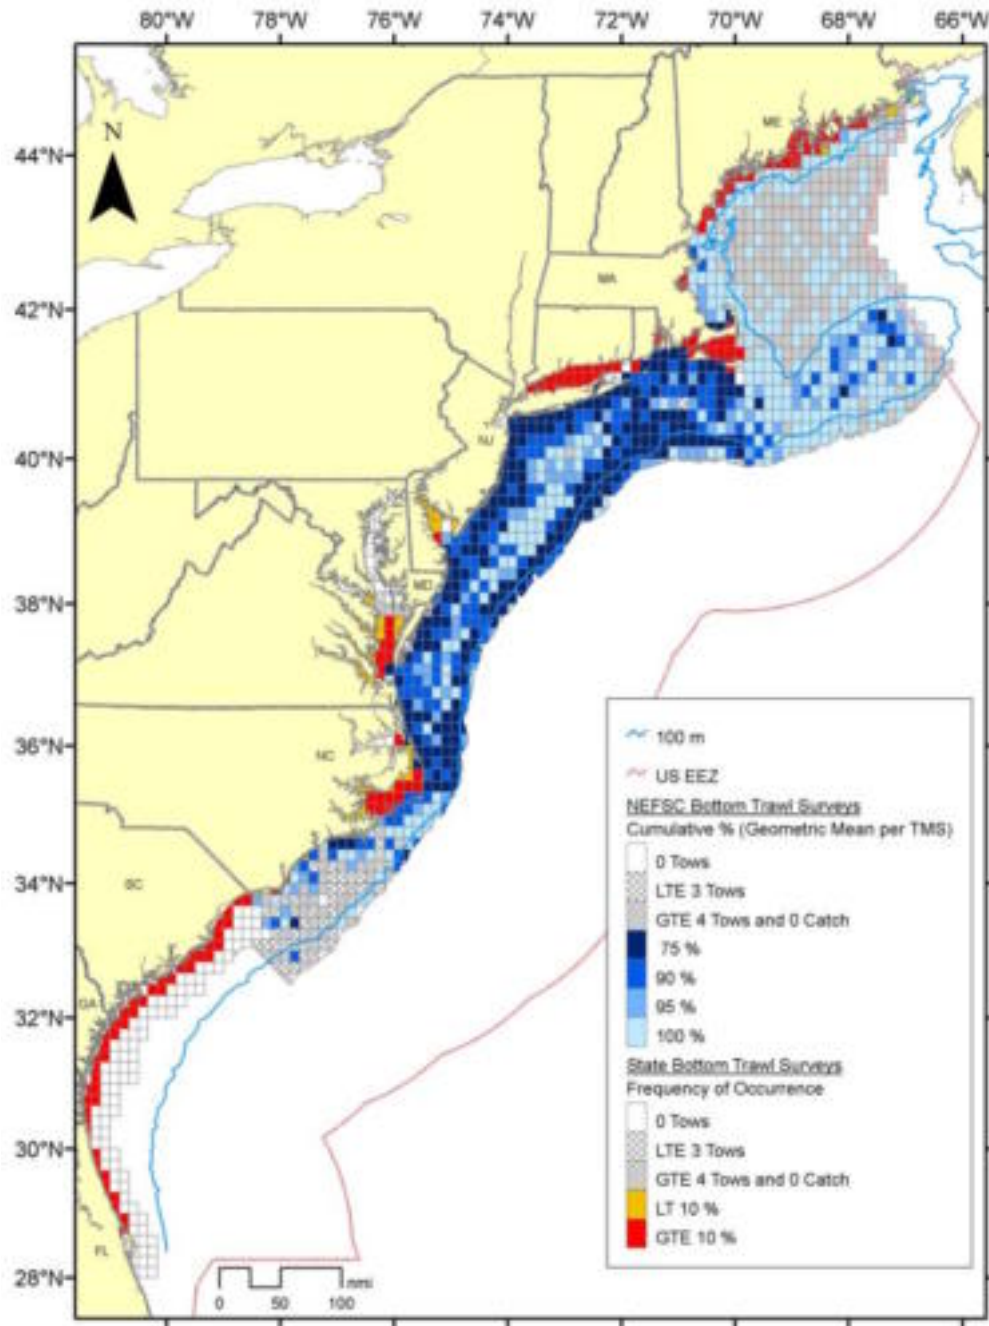 80°W 78°W 76°W 74°W 72°W 70°W 68°W 66°W
N
44°N
42°N
40°N
38°N
36°N
34°N
32°N
30°N
28°N
ME
MA
NJ
MD
NC
SC
GA
FL
100 m
US EEZ
NEFSC Bottom Trawl Surveys
Cumulative % (Geometric Mean per TMS)
0 Tows
LTE 3 Tows
GTE 4 Tows and 0 Catch
75 %
90 %
95 %
100 %
State Bottom Trawl Surveys
Frequency of Occurrence
0 Tows
LTE 3 Tows
GTE 4 Tows and 0 Catch
LT 10 %
GTE 10 %
nmi
0 50 100